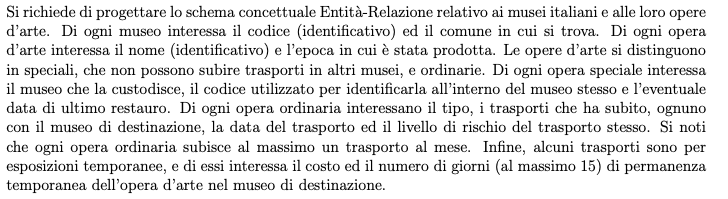 Si richiede di progettare lo schema concettuale Entità-Relazione relativo ai musei italiani e alle loro opere
d'arte. Di ogni museo interessa il codice (identificativo) ed il comune in cui si trova. Di ogni opera
d'arte interessa il nome (identificativo) e l'epoca in cui è stata prodotta. Le opere d'arte si distinguono
in speciali, che non possono subire trasporti in altri musei, e ordinarie. Di ogni opera speciale interessa
il museo che la custodisce, il codice utilizzato per identificarla all'interno del museo stesso e l'eventuale
data di ultimo restauro. Di ogni opera ordinaria interessano il tipo, i trasporti che ha subito, ognuno
con il museo di destinazione, la data del trasporto ed il livello di rischio del trasporto stesso. Si noti
che ogni opera ordinaria subisce al massimo un trasporto al mese. Infine, alcuni trasporti sono per
esposizioni temporanee, e di essi interessa il costo ed il numero di giorni (al massimo 15) di permanenza
temporanea dell'opera d'arte nel museo di destinazione.